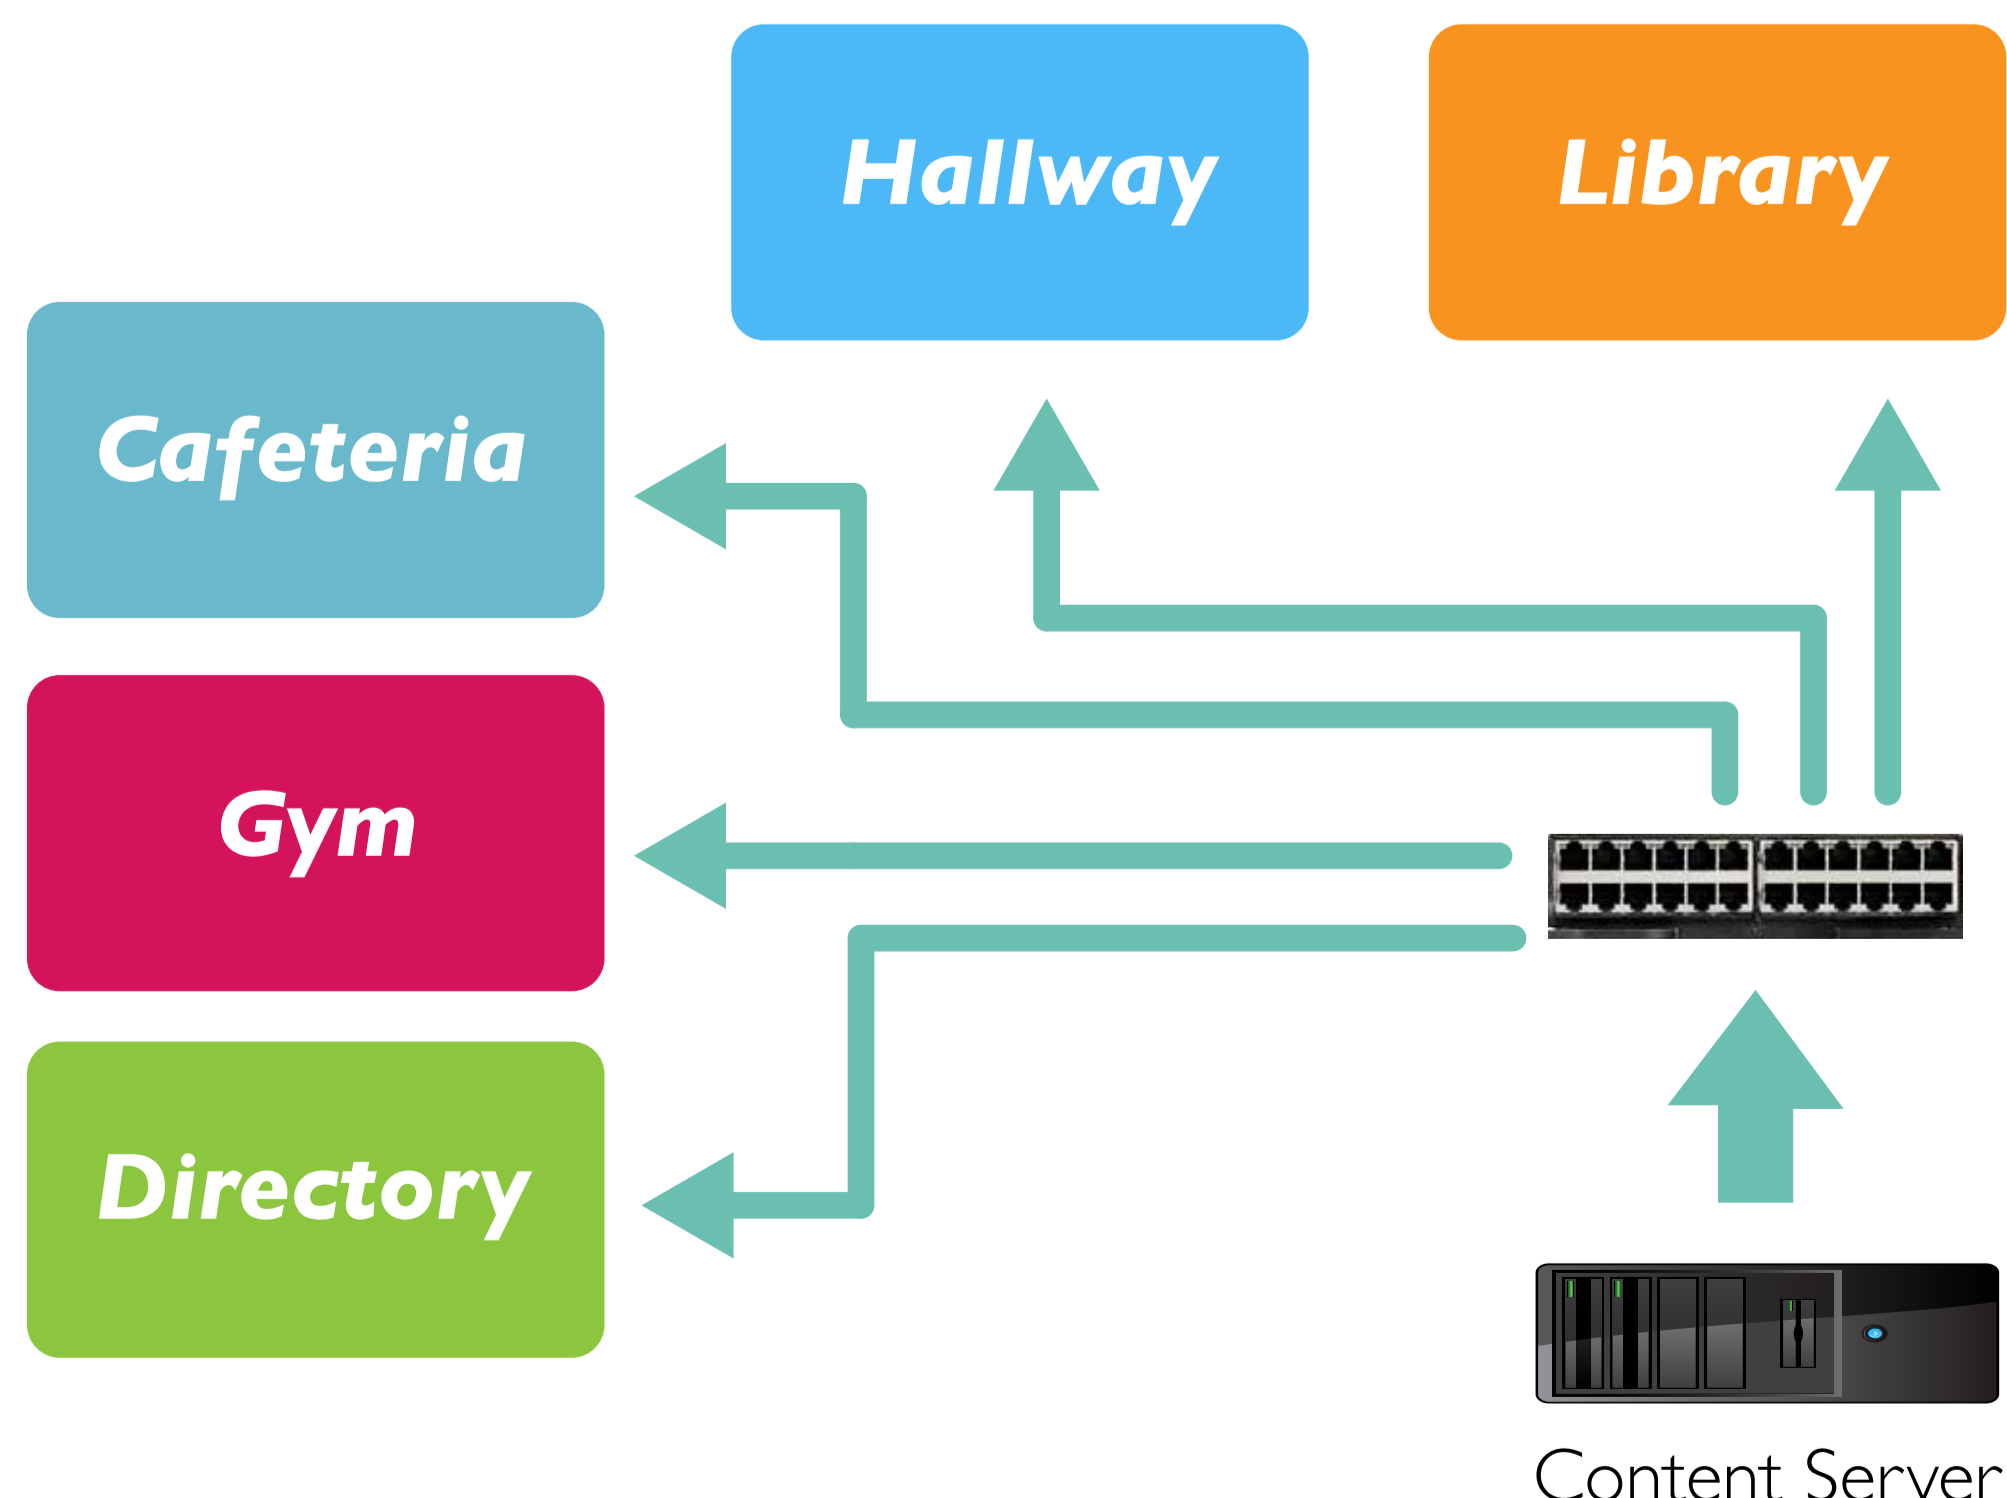 Hallway
Library
Cafeteria
Gym
Directory
Content Server